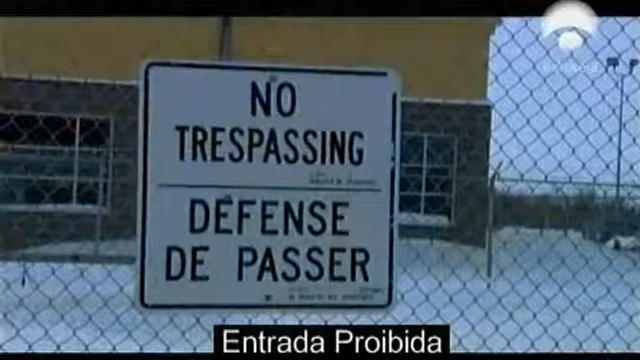 NO
TRESPASSING
DÉFENSE
DE PASSER
Entrada Proibida